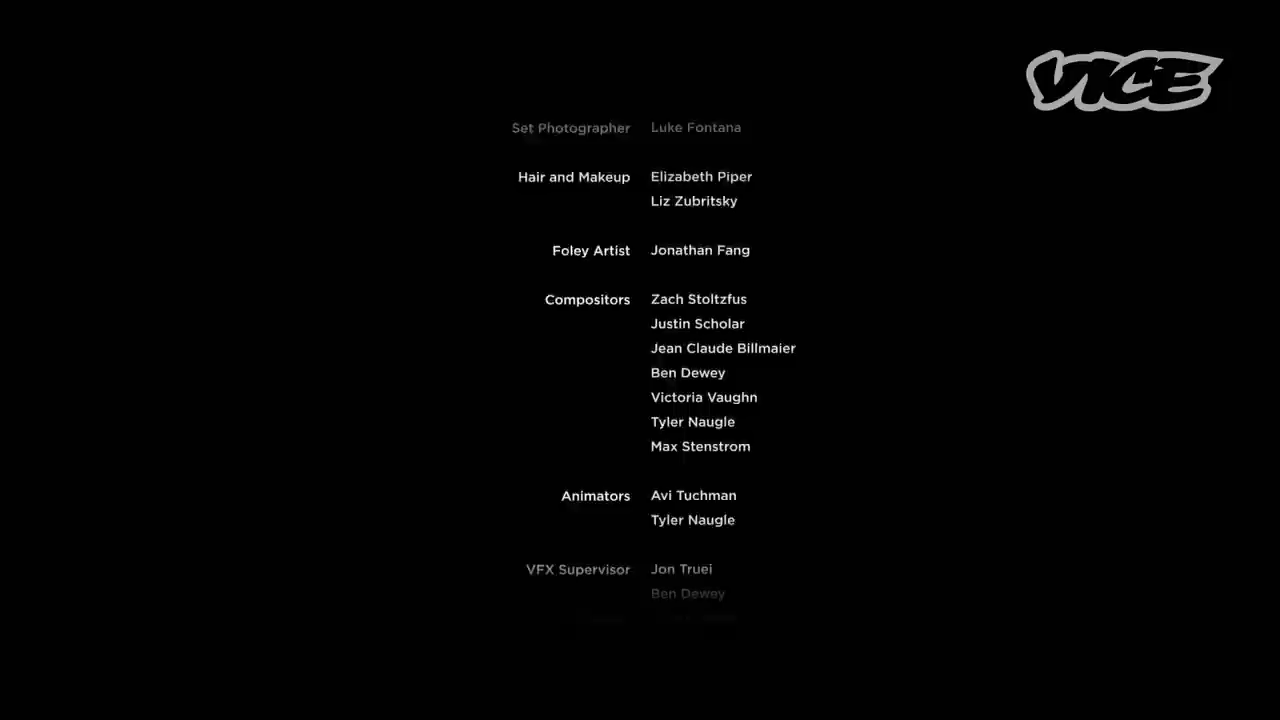 VICE
Set Photographer Luke Fontana
Hair and Makeup Elizabeth Piper
Liz Zubritsky
Foley Artist Jonathan Fang
Compositors Zach Stoltzfus
Justin Scholar
Jean Claude Billmaier
Ben Dewey
Victoria Vaughn
Tyler Naugle
Max Stenstrom
Animators Avi Tuchman
Tyler Naugle
VFX Supervisor Jon Truei
Ben Dewey